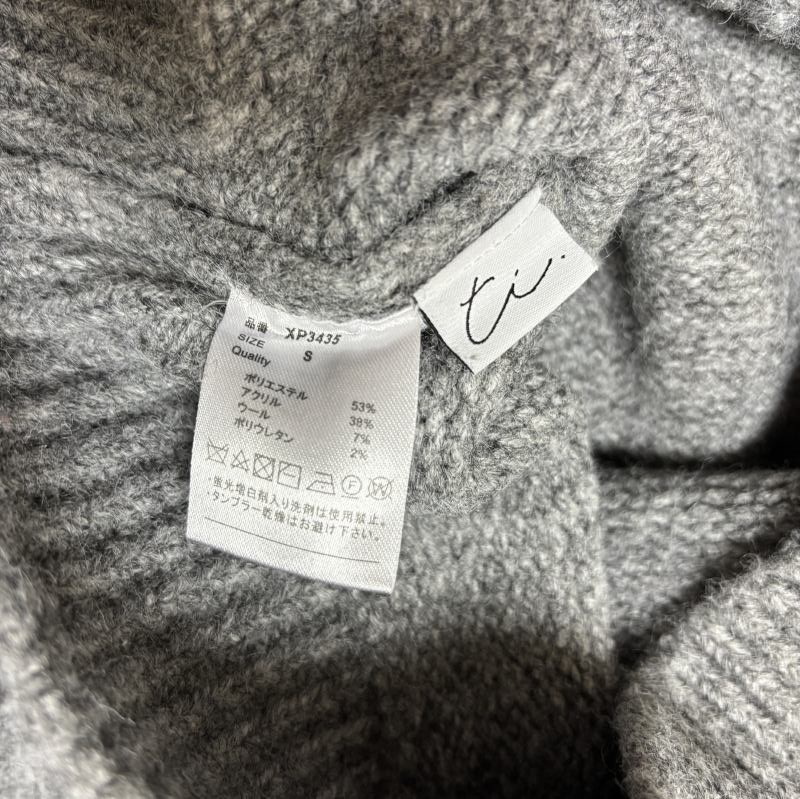 品番 XP3435
SIZE S
Quality
ポリエステル 53%
アクリル 38%
ウール 7%
ポリウレタン 2%
F W
・蛍光増白剤入り洗剤は使用禁止。
・タンブラー乾燥はお避け下さい。
ti.